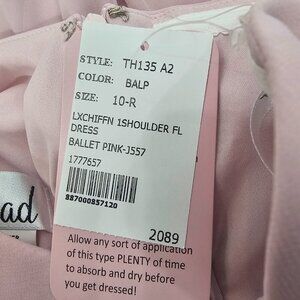 STYLE: TH135 A2
COLOR: BALP
SIZE: 10-R
LXCHIFFN 1SHOULDER FL
DRESS
BALLET PINK-J557
1777657
887000857120
2089
Allow any sort of application
of this type PLENTY of time
to absorb and dry before
you get dressed!
ad